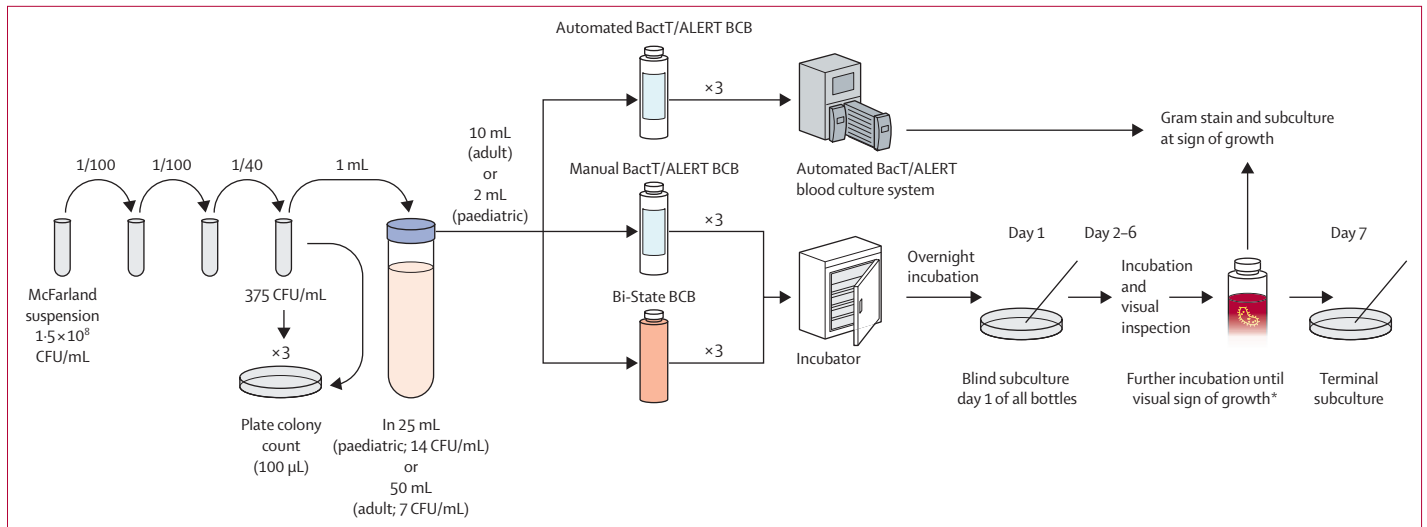 Automated BactT/ALERT BCB
×3
10 mL
(adult)
or
2 mL
(paediatric)
1/100
1/100
1/40
1 mL
Automated BacT/ALERT
blood culture system
Gram stain and subculture
at sign of growth
Manual BactT/ALERT BCB
×3
McFarland
suspension
1·5 × 10⁸
CFU/mL
375 CFU/mL
×3
Plate colony
count
(100 µL)
In 25 mL
(paediatric; 14 CFU/mL)
or
50 mL
(adult; 7 CFU/mL)
Bi-State BCB
×3
Incubator
Overnight
incubation
Day 1
Blind subculture
day 1 of all bottles
Day 2–6
Incubation
and
visual
inspection
Further incubation until
visual sign of growth*
Day 7
Terminal
subculture